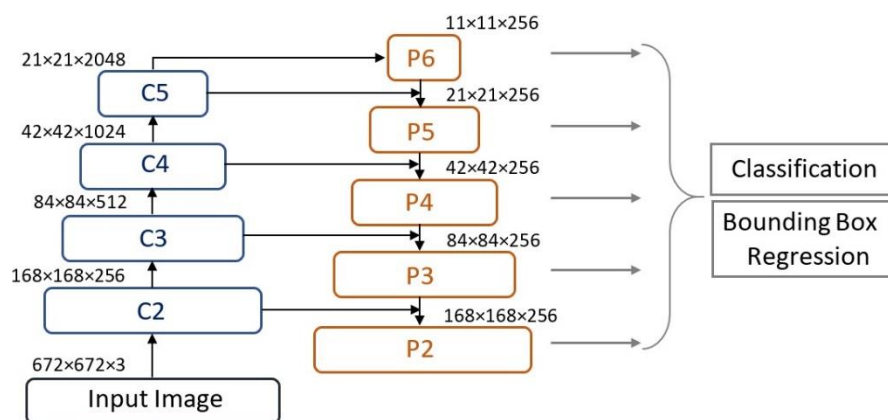 11×11×256
21×21×2048
P6
C5
21×21×256
42×42×1024
P5
C4
42×42×256
Classification
84×84×512
P4
C3
84×84×256
Bounding Box
Regression
168×168×256
P3
C2
168×168×256
P2
672×672×3
Input Image